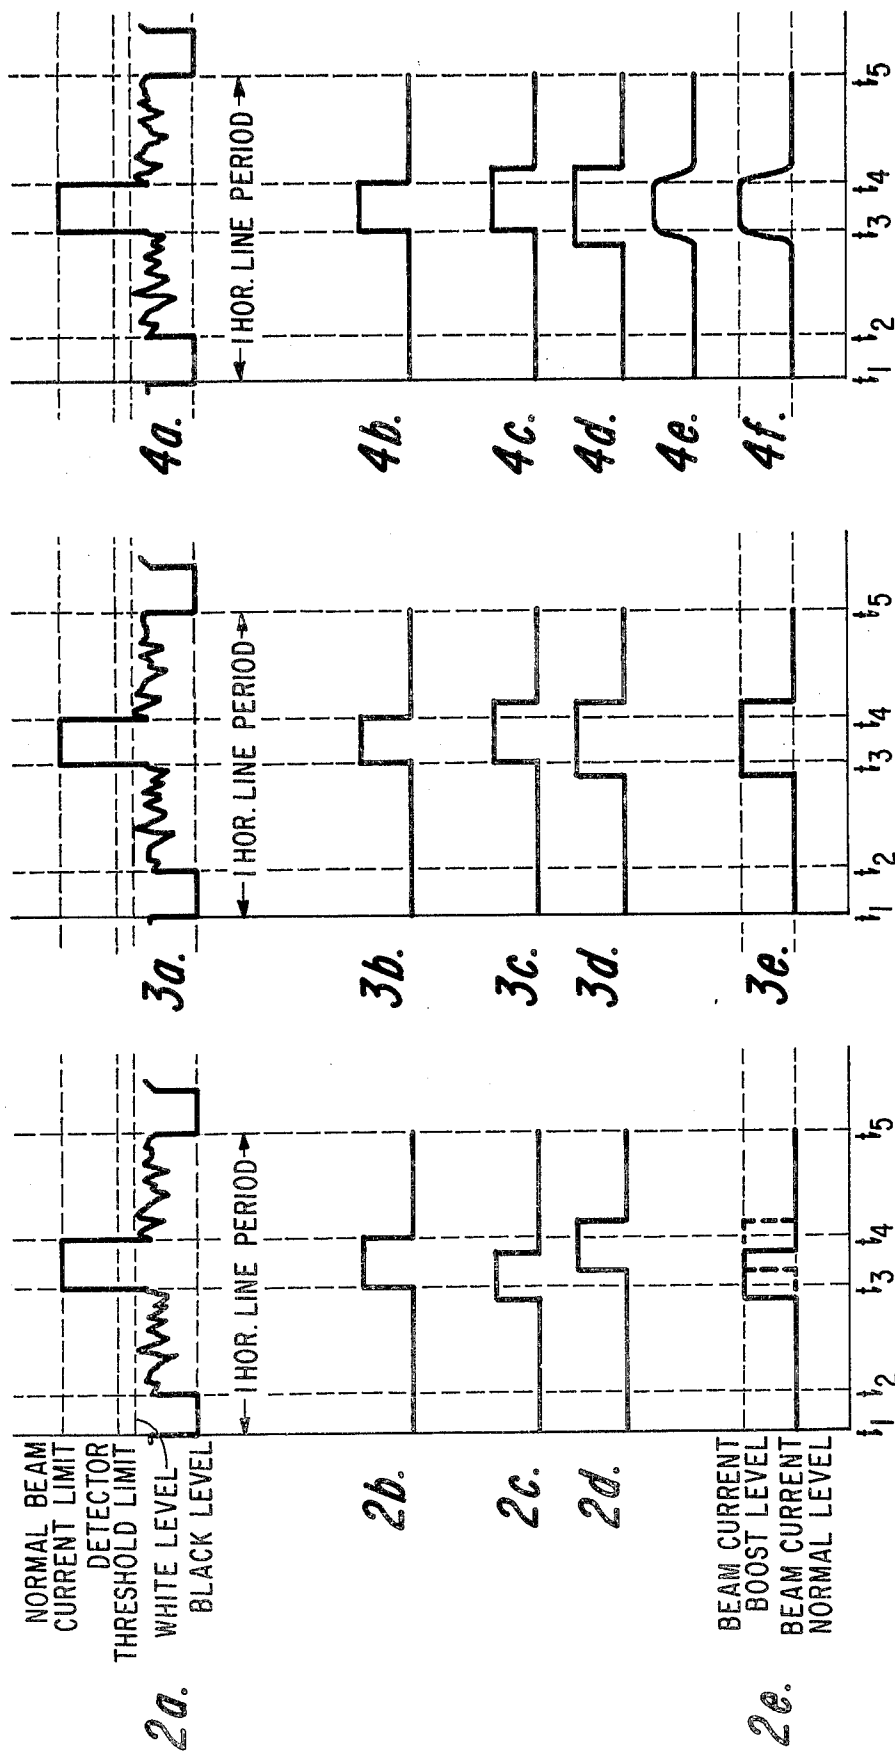 NORMAL BEAM
CURRENT LIMIT
DETECTOR
THRESHOLD LIMIT
WHITE LEVEL
BLACK LEVEL
2a.
1 HOR. LINE PERIOD
2b.
2c.
2d.
BEAM CURRENT
BOOST LEVEL
BEAM CURRENT
NORMAL LEVEL
2e.
t1 t2 t3 t4 t5
3a.
1 HOR. LINE PERIOD
3b.
3c.
3d.
3e.
t1 t2 t3 t4 t5
4a.
1 HOR. LINE PERIOD
4b.
4c.
4d.
4e.
4f.
t1 t2 t3 t4 t5